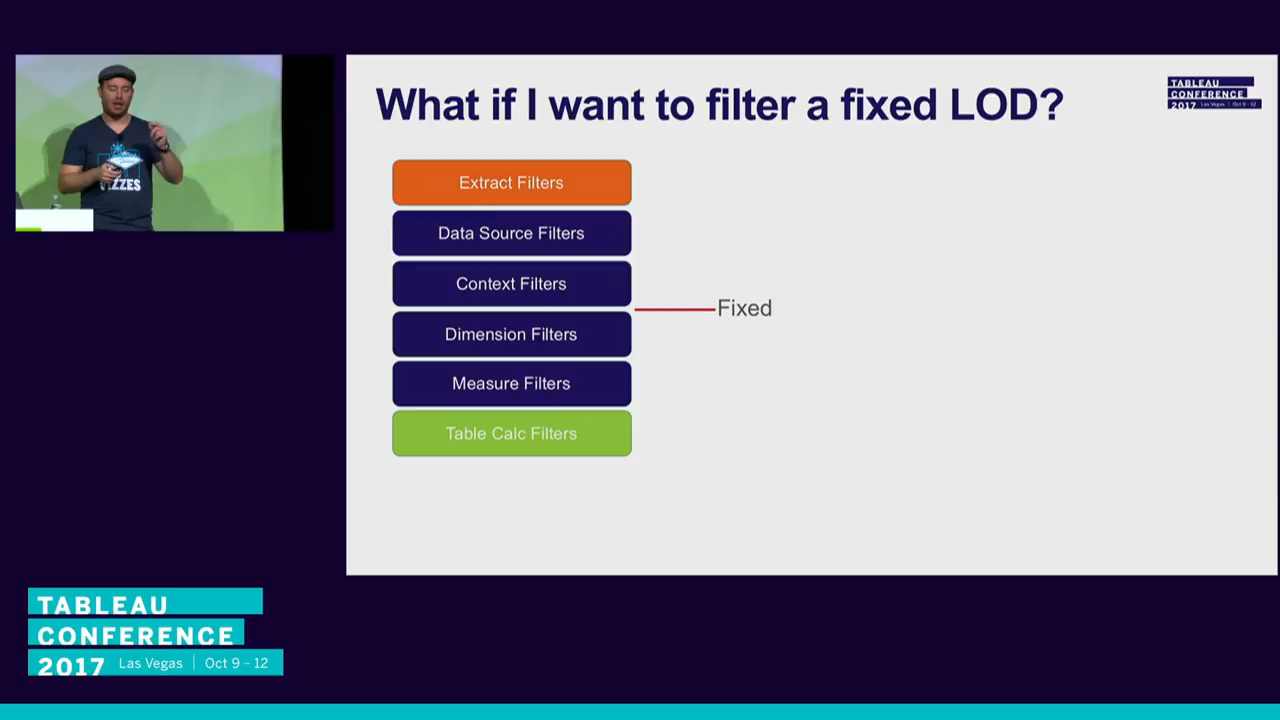 What if I want to filter a fixed LOD?
TABLEAU
CONFERENCE
2017 Las Vegas | Oct 9 - 12
Extract Filters
Data Source Filters
Context Filters
Fixed
Dimension Filters
Measure Filters
Table Calc Filters
TABLEAU
CONFERENCE
2017 Las Vegas | Oct 9 – 12